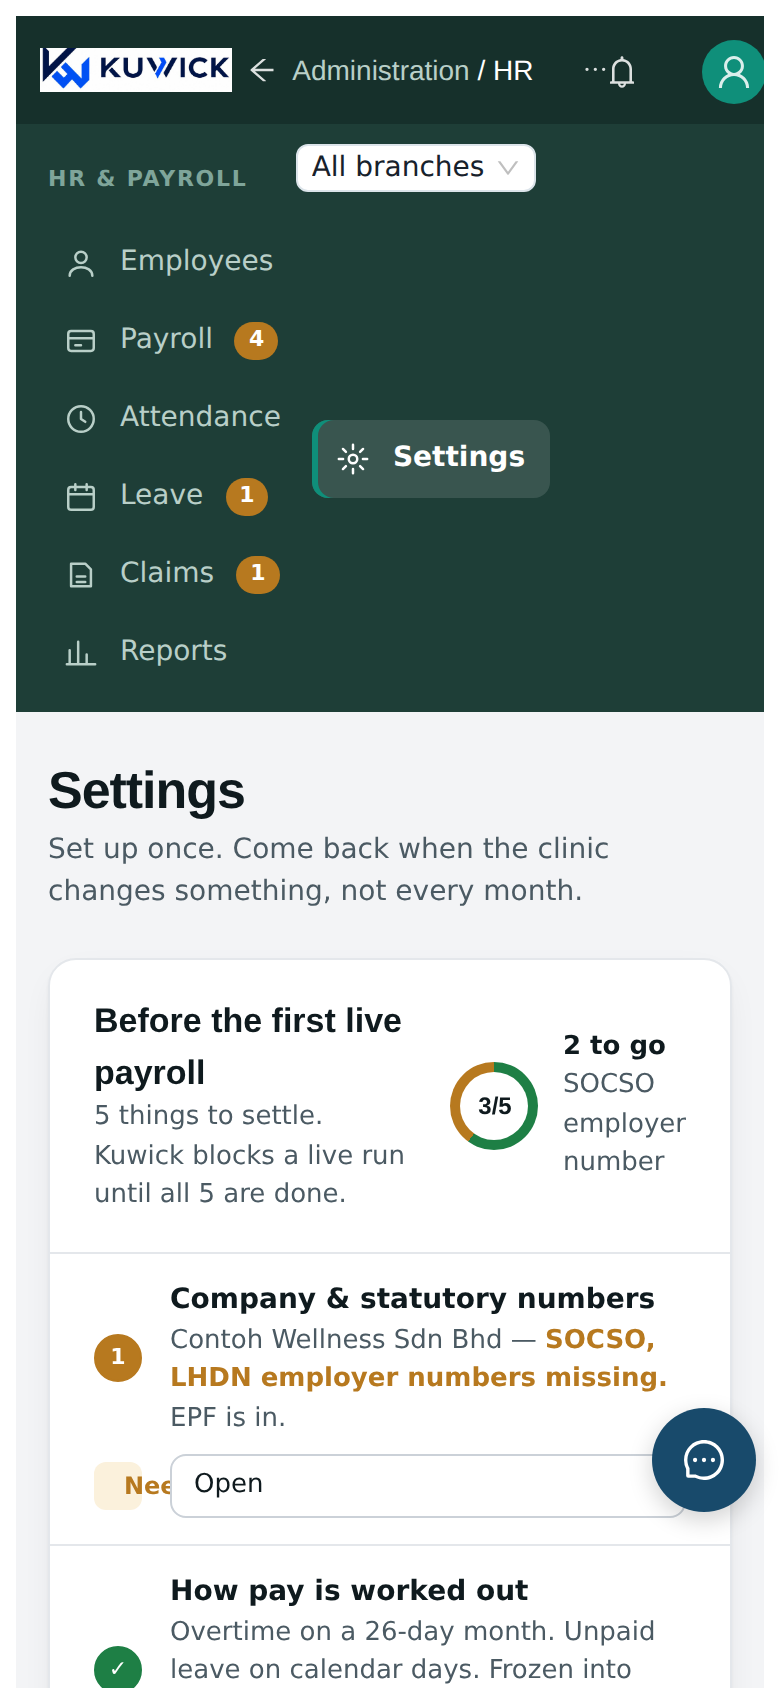 KUWICK
Administration / HR
HR & PAYROLL
All branches
Employees
Payroll 4
Attendance
Leave 1
Claims 1
Reports
Settings
Settings
Set up once. Come back when the clinic
changes something, not every month.
Before the first live
payroll
5 things to settle.
Kuwick blocks a live run
until all 5 are done.
3/5
2 to go
SOCSO
employer
number
1
Company & statutory numbers
Contoh Wellness Sdn Bhd — SOCSO,
LHDN employer numbers missing.
EPF is in.
Open
✓
How pay is worked out
Overtime on a 26-day month. Unpaid
leave on calendar days. Frozen into